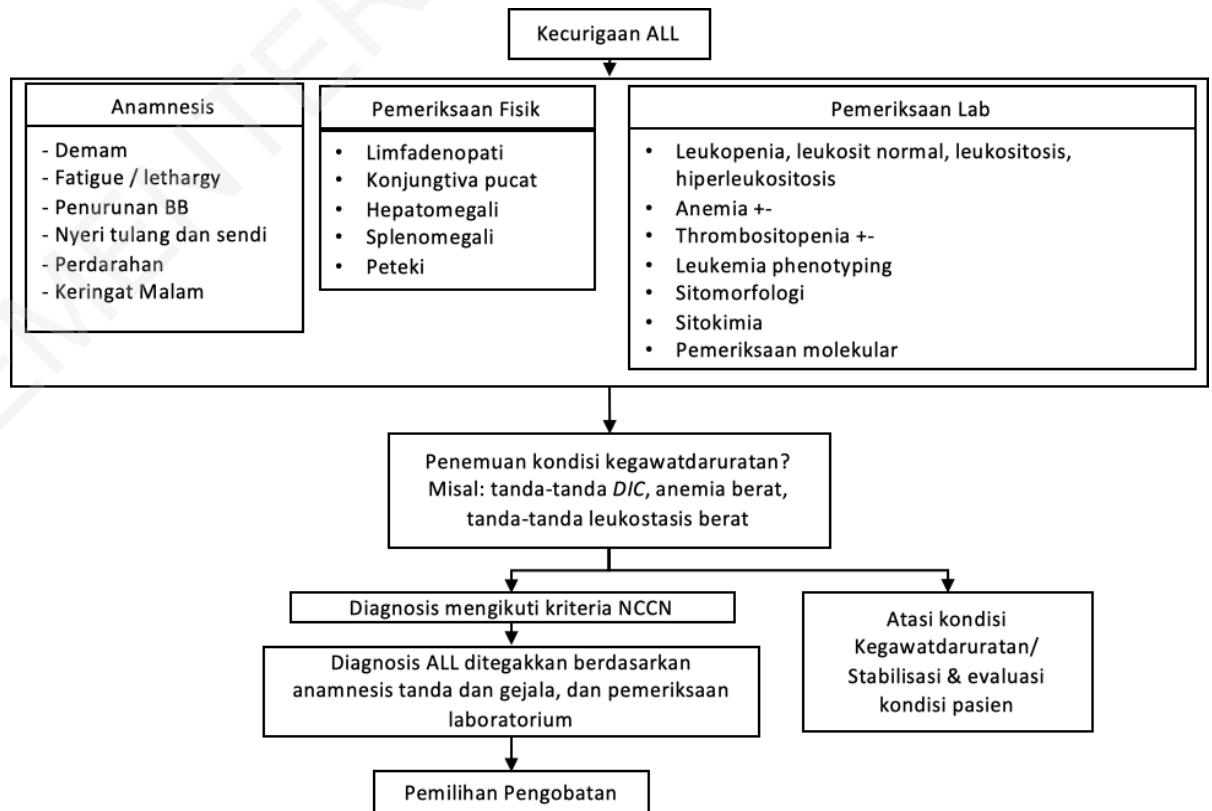 Kecurigaan ALL
Anamnesis
- Demam
- Fatigue / lethargy
- Penurunan BB
- Nyeri tulang dan sendi
- Perdarahan
- Keringat Malam
Pemeriksaan Fisik
• Limfadenopati
• Konjungtiva pucat
• Hepatomegali
• Splenomegali
• Peteki
Pemeriksaan Lab
• Leukopenia, leukosit normal, leukositosis,
hiperleukositosis
• Anemia +-
• Thrombositopenia +-
• Leukemia phenotyping
• Sitomorfologi
• Sitokimia
• Pemeriksaan molekular
Penemuan kondisi kegawatdaruratan?
Misal: tanda-tanda DIC, anemia berat,
tanda-tanda leukostasis berat
Diagnosis mengikuti kriteria NCCN
Diagnosis ALL ditegakkan berdasarkan
anamnesis tanda dan gejala, dan pemeriksaan
laboratorium
Pemilihan Pengobatan
Atasi kondisi
Kegawatdaruratan/
Stabilisasi & evaluasi
kondisi pasien